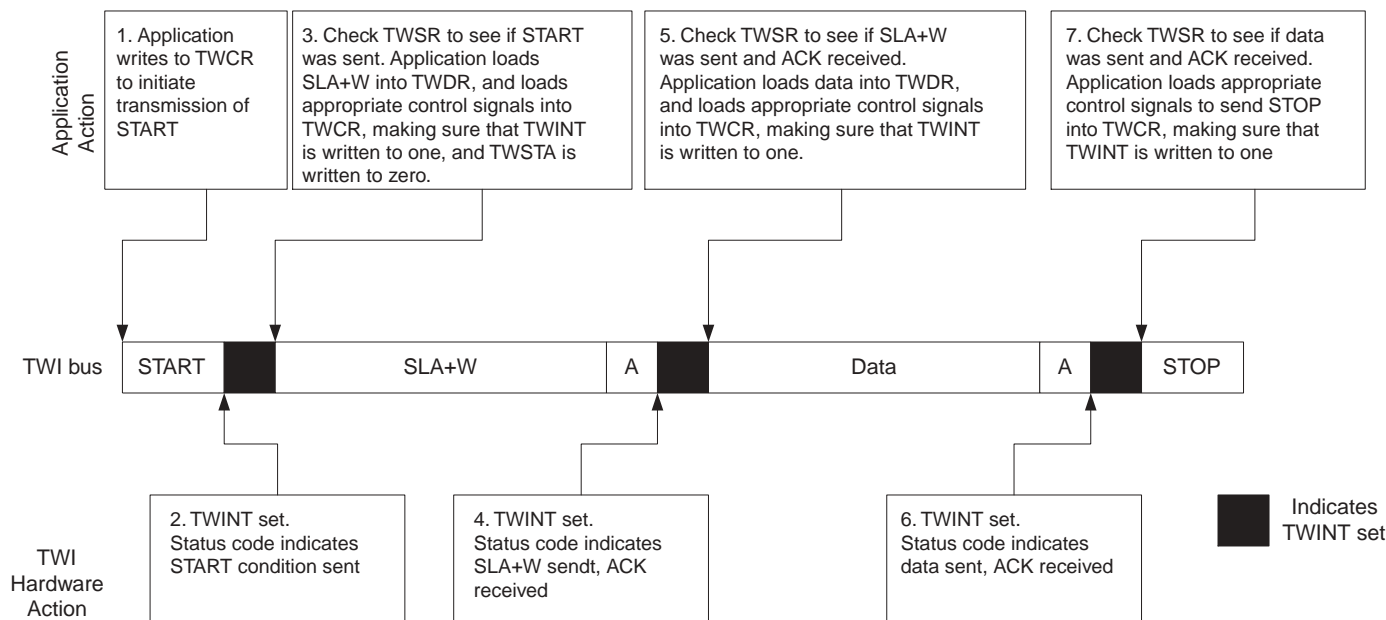 Application
Action
1. Application
writes to TWCR
to initiate
transmission of
START
3. Check TWSR to see if START
was sent. Application loads
SLA+W into TWDR, and loads
appropriate control signals into
TWCR, making sure that TWINT
is written to one, and TWSTA is
written to zero.
5. Check TWSR to see if SLA+W
was sent and ACK received.
Application loads data into TWDR,
and loads appropriate control signals
into TWCR, making sure that TWINT
is written to one.
7. Check TWSR to see if data
was sent and ACK received.
Application loads appropriate
control signals to send STOP
into TWCR, making sure that
TWINT is written to one
TWI bus
START
SLA+W
A
Data
A
STOP
TWI
Hardware
Action
2. TWINT set.
Status code indicates
START condition sent
4. TWINT set.
Status code indicates
SLA+W sendt, ACK
received
6. TWINT set.
Status code indicates
data sent, ACK received
Indicates
TWINT set